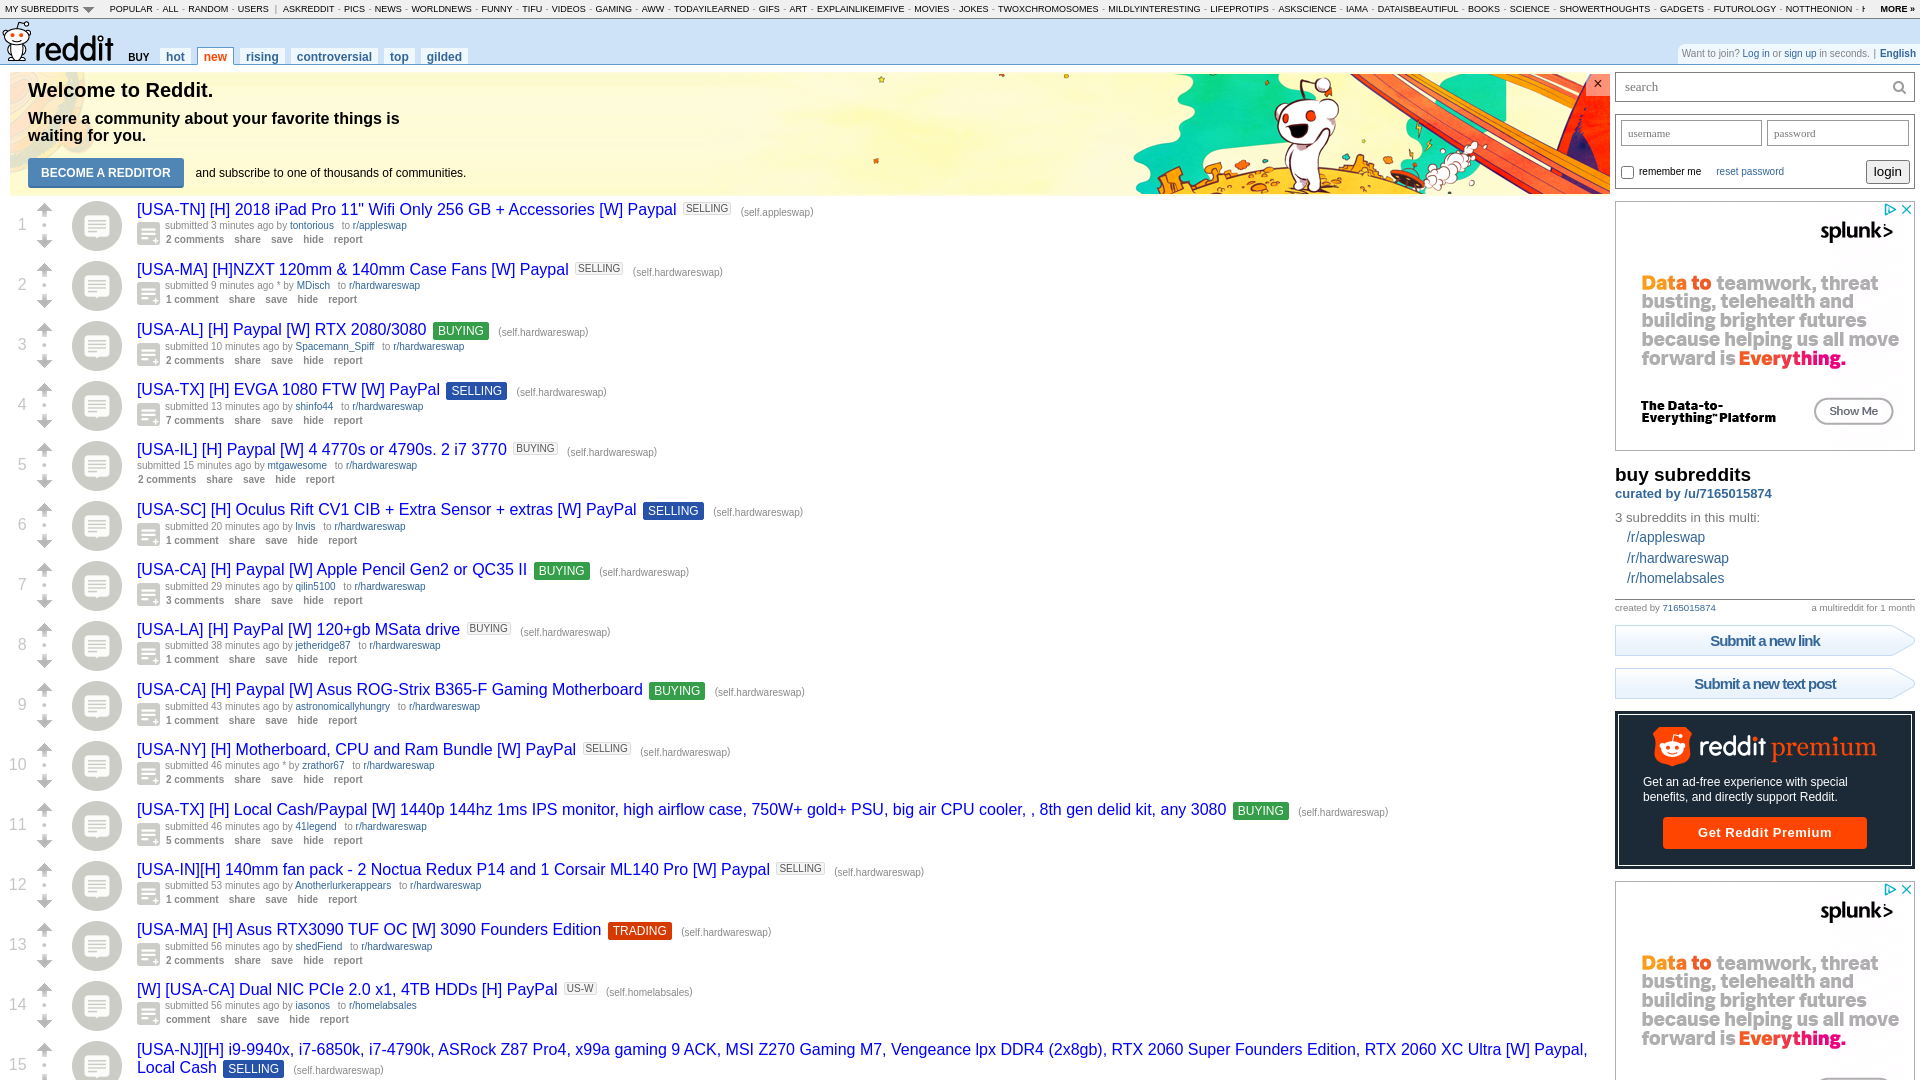 MY SUBREDDITS POPULAR - ALL - RANDOM - USERS | ASKREDDIT - PICS - NEWS - WORLDNEWS - FUNNY - TIFU - VIDEOS - GAMING - AWW - TODAYILEARNED - GIFS - ART - EXPLAINLIKEIMFIVE - MOVIES - JOKES - TWOXCHROMOSOMES - MILDLYINTERESTING - LIFEPROTIPS - ASKSCIENCE - IAMA - DATAISBEAUTIFUL - BOOKS - SCIENCE - SHOWERTHOUGHTS - GADGETS - FUTUROLOGY - NOTTHEONION - MORE »
reddit BUY hot new rising controversial top gilded
Want to join? Log in or sign up in seconds. | English
Welcome to Reddit.
Where a community about your favorite things is
waiting for you.
BECOME A REDDITOR and subscribe to one of thousands of communities.
1
[USA-TN] [H] 2018 iPad Pro 11" Wifi Only 256 GB + Accessories [W] Paypal SELLING (self.appleswap)
submitted 3 minutes ago by tontorious to r/appleswap
2 comments share save hide report
2
[USA-MA] [H]NZXT 120mm & 140mm Case Fans [W] Paypal SELLING (self.hardwareswap)
submitted 9 minutes ago * by MDisch to r/hardwareswap
1 comment share save hide report
3
[USA-AL] [H] Paypal [W] RTX 2080/3080 BUYING (self.hardwareswap)
submitted 10 minutes ago by Spacemann_Spiff to r/hardwareswap
2 comments share save hide report
4
[USA-TX] [H] EVGA 1080 FTW [W] PayPal SELLING (self.hardwareswap)
submitted 13 minutes ago by shinfo44 to r/hardwareswap
7 comments share save hide report
5
[USA-IL] [H] Paypal [W] 4 4770s or 4790s. 2 i7 3770 BUYING (self.hardwareswap)
submitted 15 minutes ago by mtgawesome to r/hardwareswap
2 comments share save hide report
6
[USA-SC] [H] Oculus Rift CV1 CIB + Extra Sensor + extras [W] PayPal SELLING (self.hardwareswap)
submitted 20 minutes ago by Invis to r/hardwareswap
1 comment share save hide report
7
[USA-CA] [H] Paypal [W] Apple Pencil Gen2 or QC35 II BUYING (self.hardwareswap)
submitted 29 minutes ago by qilin5100 to r/hardwareswap
3 comments share save hide report
8
[USA-LA] [H] PayPal [W] 120+gb MSata drive BUYING (self.hardwareswap)
submitted 38 minutes ago by jetheridge87 to r/hardwareswap
1 comment share save hide report
9
[USA-CA] [H] Paypal [W] Asus ROG-Strix B365-F Gaming Motherboard BUYING (self.hardwareswap)
submitted 43 minutes ago by astronomicallyhungry to r/hardwareswap
1 comment share save hide report
10
[USA-NY] [H] Motherboard, CPU and Ram Bundle [W] PayPal SELLING (self.hardwareswap)
submitted 46 minutes ago * by zrathor67 to r/hardwareswap
2 comments share save hide report
11
[USA-TX] [H] Local Cash/Paypal [W] 1440p 144hz 1ms IPS monitor, high airflow case, 750W+ gold+ PSU, big air CPU cooler, , 8th gen delid kit, any 3080 BUYING (self.hardwareswap)
submitted 46 minutes ago by 41legend to r/hardwareswap
5 comments share save hide report
12
[USA-IN][H] 140mm fan pack - 2 Noctua Redux P14 and 1 Corsair ML140 Pro [W] Paypal SELLING (self.hardwareswap)
submitted 53 minutes ago by Anotherlurkerappears to r/hardwareswap
1 comment share save hide report
13
[USA-MA] [H] Asus RTX3090 TUF OC [W] 3090 Founders Edition TRADING (self.hardwareswap)
submitted 56 minutes ago by shedFiend to r/hardwareswap
2 comments share save hide report
14
[W] [USA-CA] Dual NIC PCIe 2.0 x1, 4TB HDDs [H] PayPal US-W (self.homelabsales)
submitted 56 minutes ago by iasonos to r/homelabsales
comment share save hide report
15
[USA-NJ][H] i9-9940x, i7-6850k, i7-4790k, ASRock Z87 Pro4, x99a gaming 9 ACK, MSI Z270 Gaming M7, Vengeance lpx DDR4 (2x8gb), RTX 2060 Super Founders Edition, RTX 2060 XC Ultra [W] Paypal,
Local Cash SELLING (self.hardwareswap)
search
username password
remember me reset password login
splunk>
Data to teamwork, threat
busting, telehealth and
building brighter futures
because helping us all move
forward is Everything.
The Data-to-
Everything™ Platform
Show Me
buy subreddits
curated by /u/7165015874
3 subreddits in this multi:
/r/appleswap
/r/hardwareswap
/r/homelabsales
created by 7165015874 a multireddit for 1 month
Submit a new link
Submit a new text post
reddit premium
Get an ad-free experience with special
benefits, and directly support Reddit.
Get Reddit Premium
splunk>
Data to teamwork, threat
busting, telehealth and
building brighter futures
because helping us all move
forward is Everything.